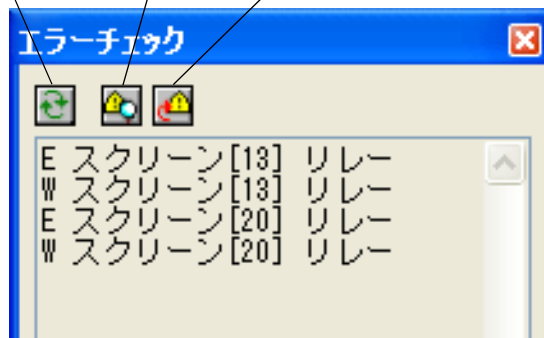 エラーチェック
E スクリーン[13] リレー
W スクリーン[13] リレー
E スクリーン[20] リレー
W スクリーン[20] リレー